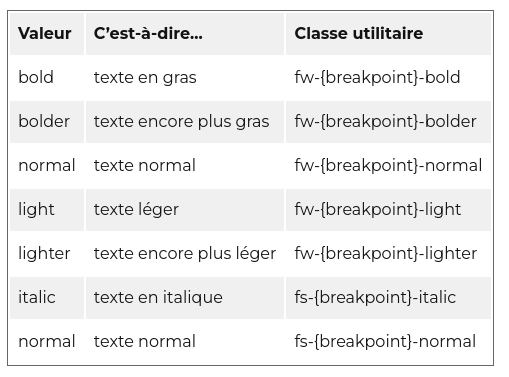 Valeur C’est-à-dire... Classe utilitaire
bold texte en gras fw-{breakpoint}-bold
bolder texte encore plus gras fw-{breakpoint}-bolder
normal texte normal fw-{breakpoint}-normal
light texte léger fw-{breakpoint}-light
lighter texte encore plus léger fw-{breakpoint}-lighter
italic texte en italique fs-{breakpoint}-italic
normal texte normal fs-{breakpoint}-normal